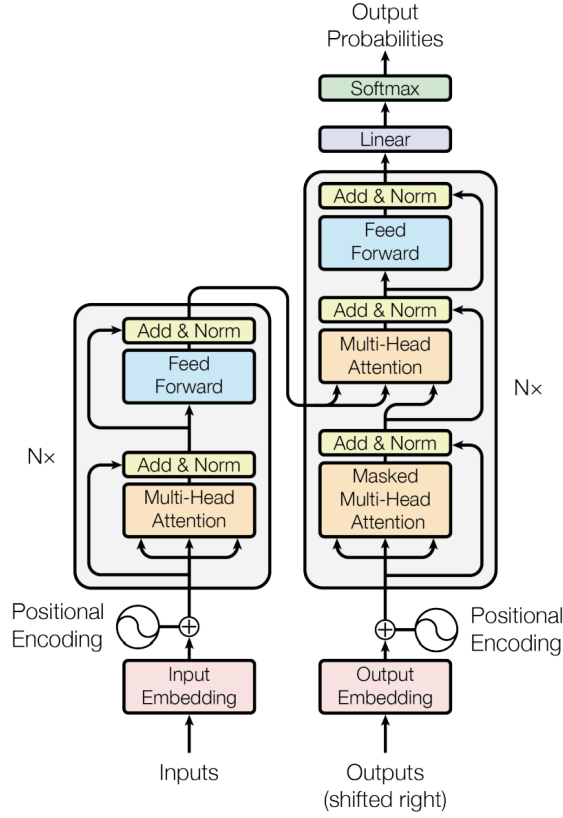 Output
Probabilities
Softmax
Linear
Add & Norm
Feed
Forward
Add & Norm
Multi-Head
Attention
Add & Norm
Masked
Multi-Head
Attention
N×
Add & Norm
Feed
Forward
Add & Norm
Multi-Head
Attention
N×
Positional
Encoding
Positional
Encoding
Input
Embedding
Output
Embedding
Inputs
Outputs
(shifted right)